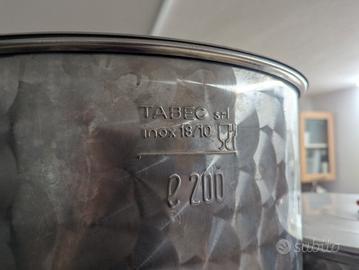 TABEC srl
inox 18/10
e 200
subito